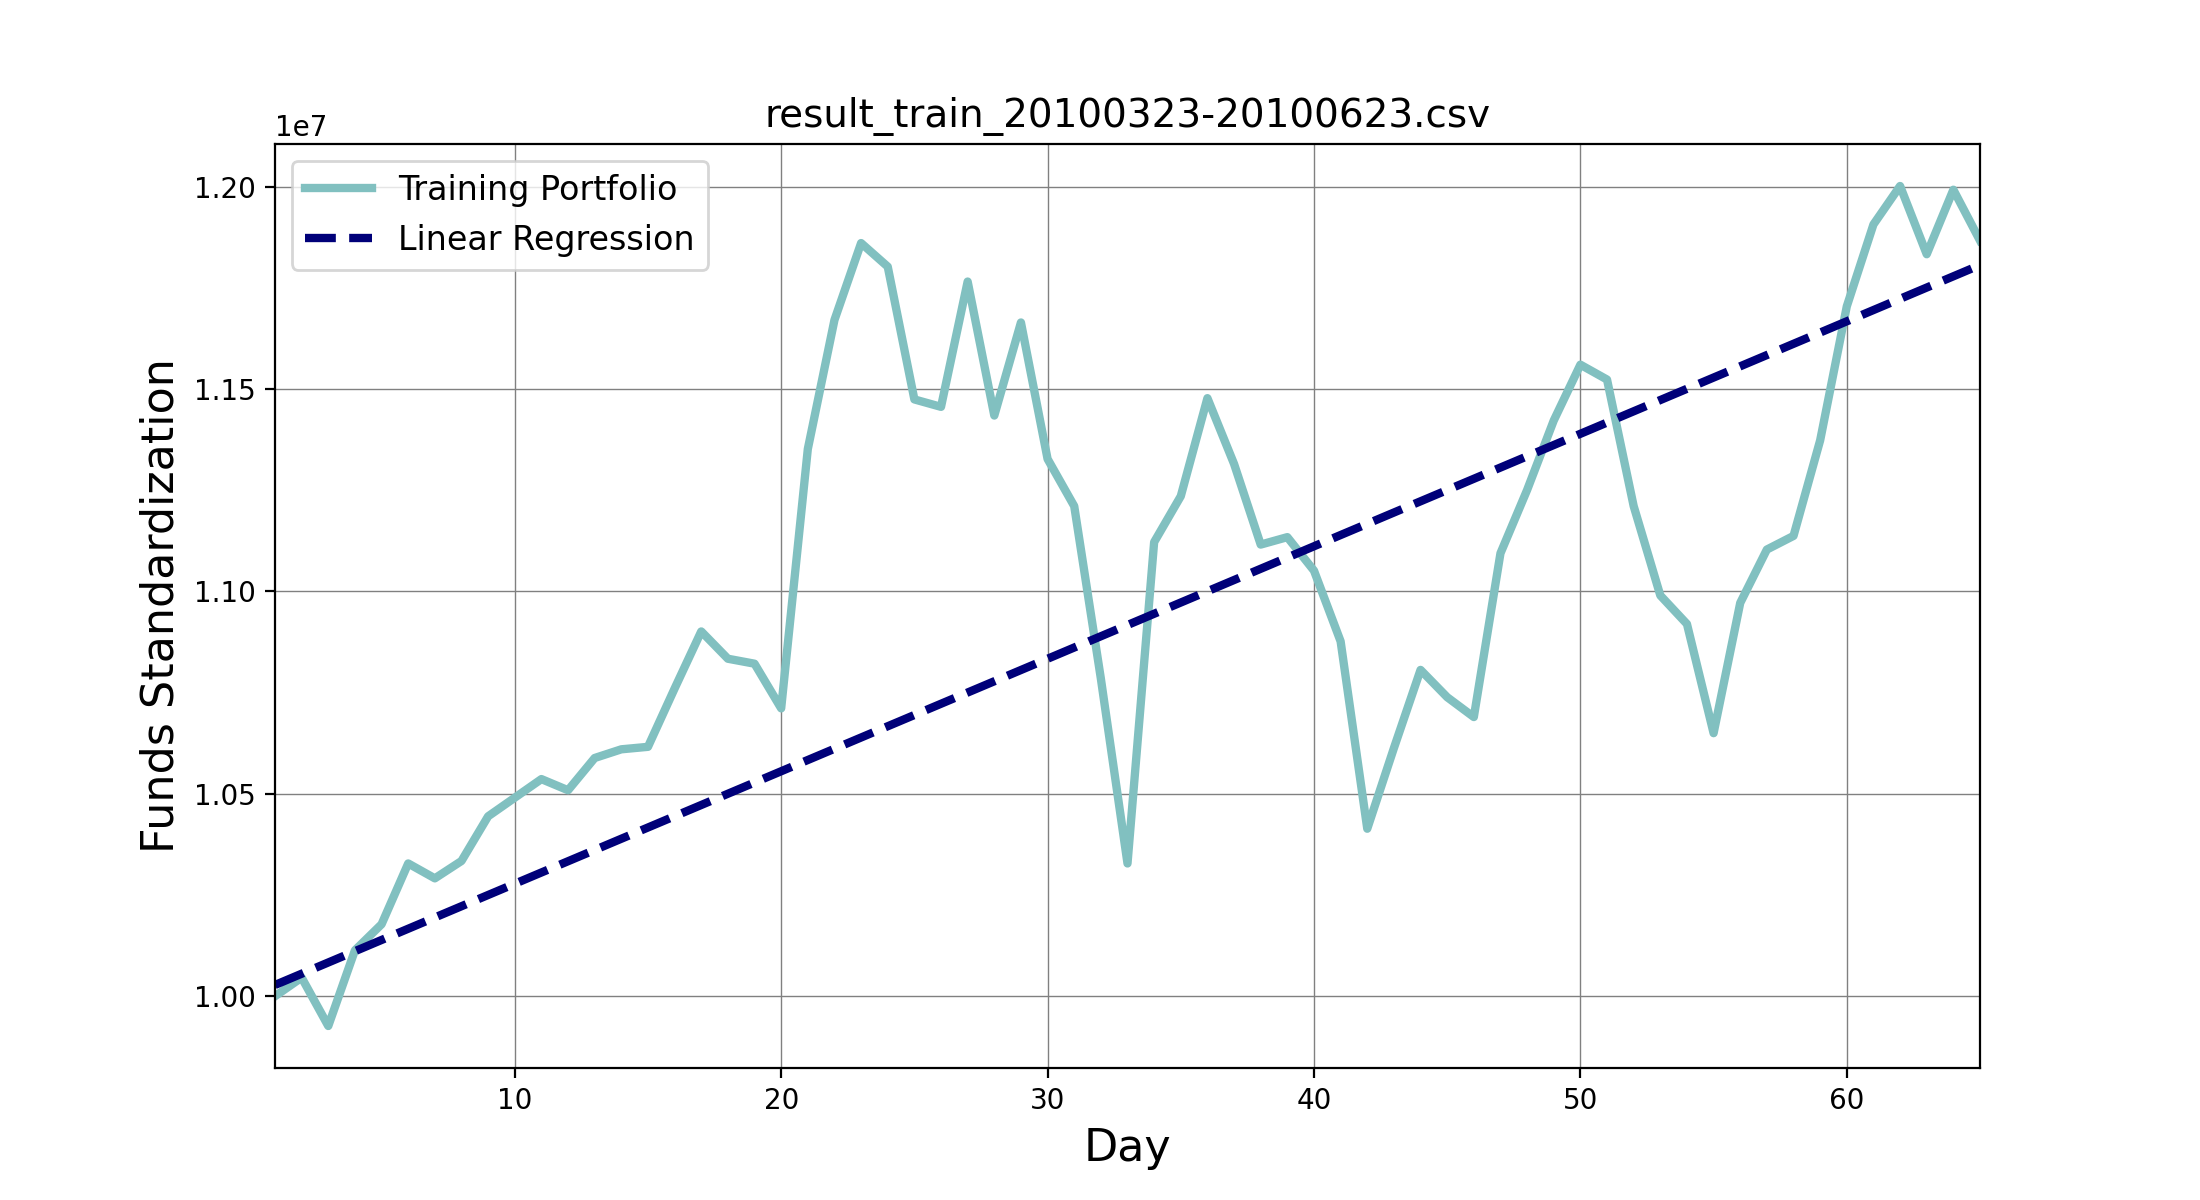 result_train_20100323-20100623.csv
1e7
Training Portfolio
Linear Regression
1.20
1.15
1.10
1.05
1.00
Funds Standardization
10 20 30 40 50 60
Day